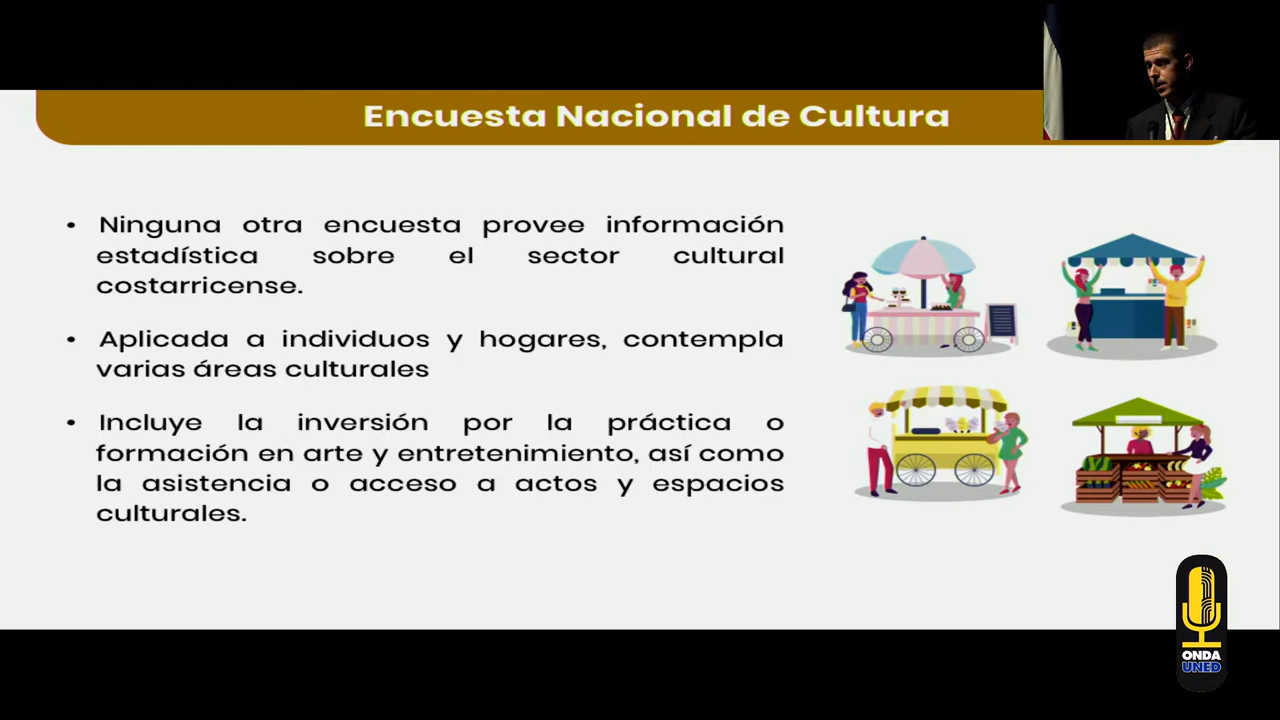 Encuesta Nacional de Cultura
• Ninguna otra encuesta provee información
estadística sobre el sector cultural
costarricense.
• Aplicada a individuos y hogares, contempla
varias áreas culturales
• Incluye la inversión por la práctica o
formación en arte y entretenimiento, así como
la asistencia o acceso a actos y espacios
culturales.
ONDA
UNED